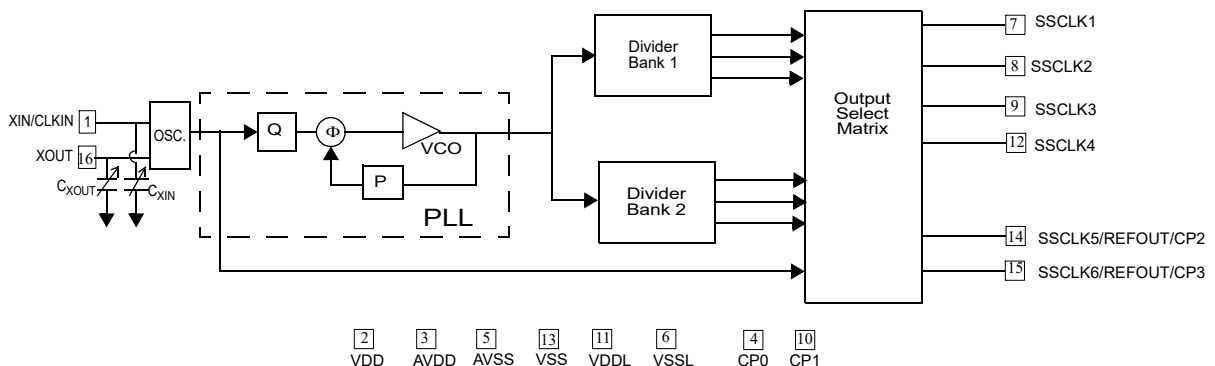 XIN/CLKIN 1
XOUT 16
CXOUT
CXIN
OSC.
Q
Φ
VCO
P
PLL
Divider
Bank 1
Divider
Bank 2
Output
Select
Matrix
7 SSCLK1
8 SSCLK2
9 SSCLK3
12 SSCLK4
14 SSCLK5/REFOUT/CP2
15 SSCLK6/REFOUT/CP3
2 3 5 13 11 6 4 10
VDD AVDD AVSS VSS VDDL VSSL CP0 CP1